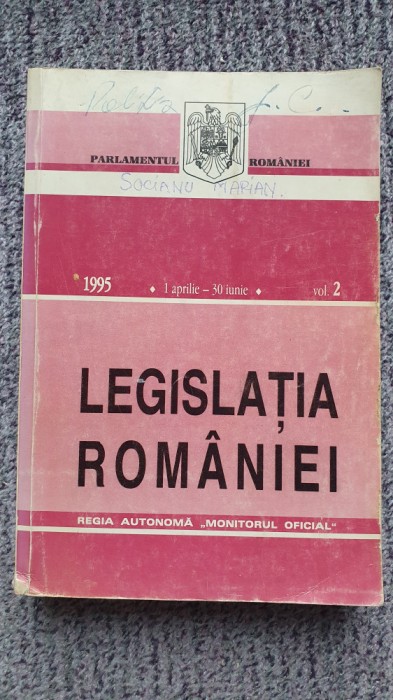 PARLAMENTUL ROMÂNIEI
SOCIANU MARIAN.
1995 ♦ 1 aprilie – 30 iunie ♦ vol. 2
LEGISLAȚIA
ROMÂNIEI
REGIA AUTONOMĂ „MONITORUL OFICIAL“